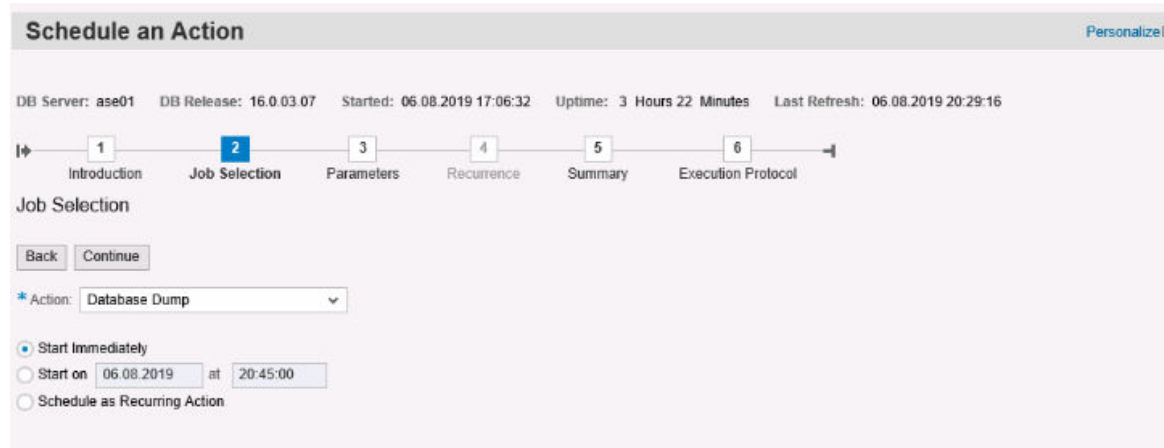 Schedule an Action
Personalize
DB Server: ase01 DB Release: 16.0.03.07 Started: 06.08.2019 17:06:32 Uptime: 3 Hours 22 Minutes Last Refresh: 06.08.2019 20:29:16
1 2 3 4 5 6
Introduction Job Selection Parameters Recurrence Summary Execution Protocol
Job Selection
Back Continue
* Action: Database Dump
Start Immediately
Start on 06.08.2019 at 20:45:00
Schedule as Recurring Action